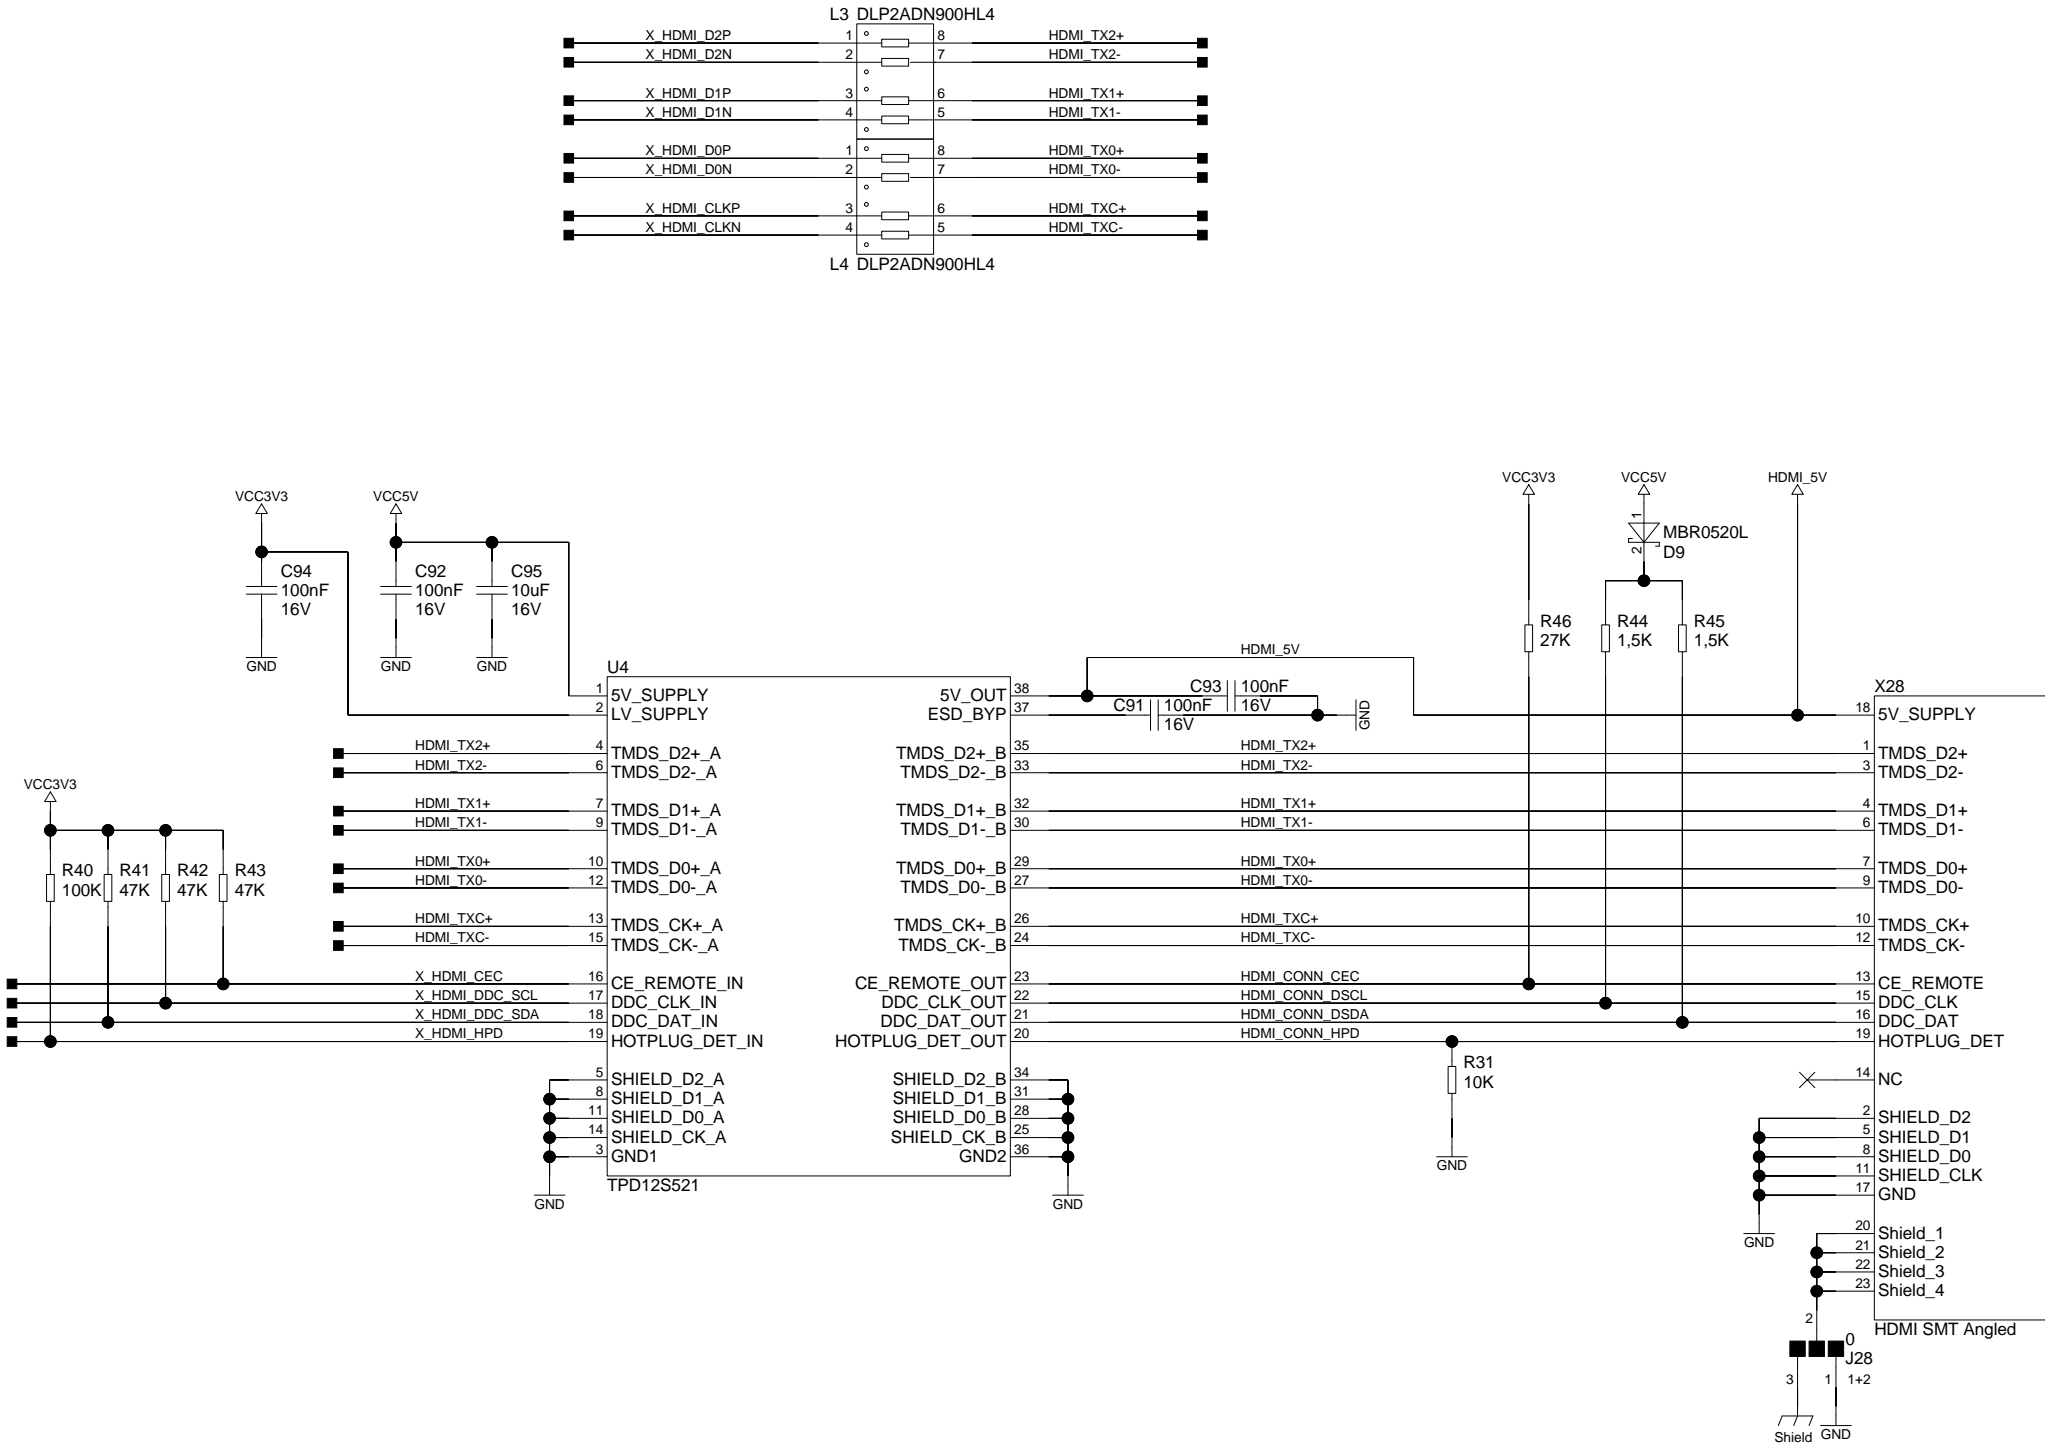 L3 DLP2ADN900HL4
X_HDMI_D2P 1 8 HDMI_TX2+
X_HDMI_D2N 2 7 HDMI_TX2-
X_HDMI_D1P 3 6 HDMI_TX1+
X_HDMI_D1N 4 5 HDMI_TX1-
X_HDMI_D0P 1 8 HDMI_TX0+
X_HDMI_D0N 2 7 HDMI_TX0-
X_HDMI_CLKP 3 6 HDMI_TXC+
X_HDMI_CLKN 4 5 HDMI_TXC-
L4 DLP2ADN900HL4
VCC3V3
C94
100nF
16V
GND
VCC5V
C92
100nF
16V
GND
C95
10uF
16V
GND
VCC3V3
R46
27K
VCC5V
1
2
MBR0520L
D9
R44
1,5K
R45
1,5K
HDMI_5V
VCC3V3
R40
100K
R41
47K
R42
47K
R43
47K
U4
HDMI_5V
1 5V_SUPPLY 5V_OUT 38
2 LV_SUPPLY ESD_BYP 37
C93 100nF
16V
C91 100nF
16V
GND
HDMI_TX2+ 4 TMDS_D2+_A TMDS_D2+_B 35 HDMI_TX2+
HDMI_TX2- 6 TMDS_D2-_A TMDS_D2-_B 33 HDMI_TX2-
HDMI_TX1+ 7 TMDS_D1+_A TMDS_D1+_B 32 HDMI_TX1+
HDMI_TX1- 9 TMDS_D1-_A TMDS_D1-_B 30 HDMI_TX1-
HDMI_TX0+ 10 TMDS_D0+_A TMDS_D0+_B 29 HDMI_TX0+
HDMI_TX0- 12 TMDS_D0-_A TMDS_D0-_B 27 HDMI_TX0-
HDMI_TXC+ 13 TMDS_CK+_A TMDS_CK+_B 26 HDMI_TXC+
HDMI_TXC- 15 TMDS_CK-_A TMDS_CK-_B 24 HDMI_TXC-
X_HDMI_CEC 16 CE_REMOTE_IN CE_REMOTE_OUT 23 HDMI_CONN_CEC
X_HDMI_DDC_SCL 17 DDC_CLK_IN DDC_CLK_OUT 22 HDMI_CONN_DSCL
X_HDMI_DDC_SDA 18 DDC_DAT_IN DDC_DAT_OUT 21 HDMI_CONN_DSDA
X_HDMI_HPD 19 HOTPLUG_DET_IN HOTPLUG_DET_OUT 20 HDMI_CONN_HPD
5 SHIELD_D2_A SHIELD_D2_B 34
8 SHIELD_D1_A SHIELD_D1_B 31
11 SHIELD_D0_A SHIELD_D0_B 28
14 SHIELD_CK_A SHIELD_CK_B 25
3 GND1 GND2 36
TPD12S521
GND
GND
R31
10K
GND
X28
18 5V_SUPPLY
1 TMDS_D2+
3 TMDS_D2-
4 TMDS_D1+
6 TMDS_D1-
7 TMDS_D0+
9 TMDS_D0-
10 TMDS_CK+
12 TMDS_CK-
13 CE_REMOTE
15 DDC_CLK
16 DDC_DAT
19 HOTPLUG_DET
14 NC
2 SHIELD_D2
5 SHIELD_D1
8 SHIELD_D0
11 SHIELD_CLK
17 GND
GND
20 Shield_1
21 Shield_2
22 Shield_3
23 Shield_4
HDMI SMT Angled
2
0
J28
3 1 1+2
Shield GND